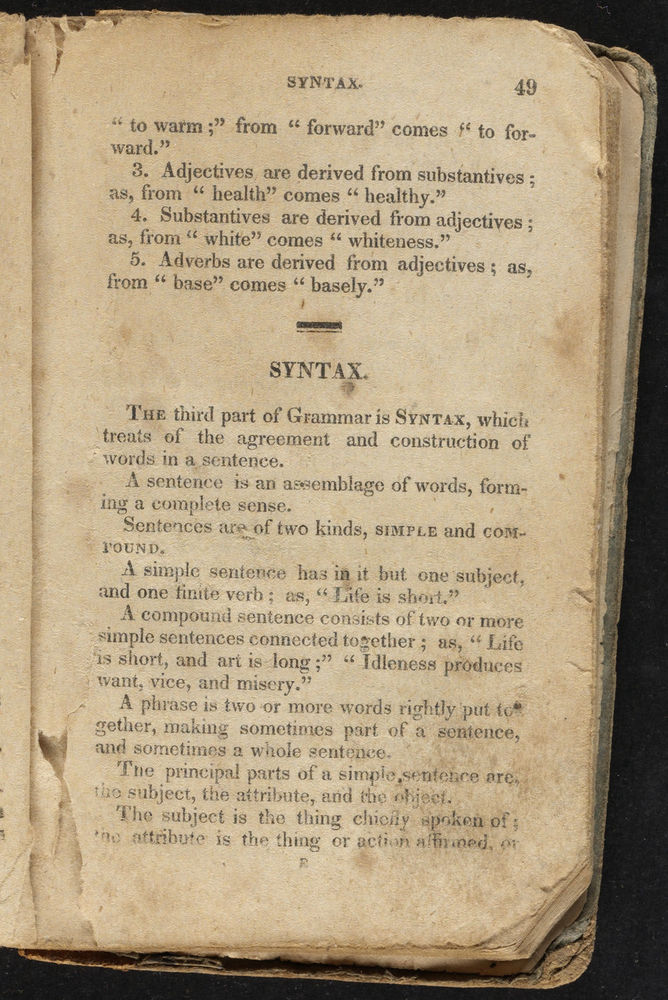 SYNTAX.
49
“ to warm ;” from “ forward” comes “ to for-
ward.”
3. Adjectives are derived from substantives ;
as, from “ health” comes “ healthy.”
4. Substantives are derived from adjectives ;
as, from “ white” comes “ whiteness.”
5. Adverbs are derived from adjectives ; as,
from “ base” comes “ basely.”
SYNTAX.
THE third part of Grammar is SYNTAX, which
treats of the agreement and construction of
words in a sentence.
A sentence is an assemblage of words, form-
ing a complete sense.
Sentences are of two kinds, SIMPLE and COM-
POUND.
A simple sentence has in it but one subject,
and one finite verb ; as, “ Life is short.”
A compound sentence consists of two or more
simple sentences connected together ; as, “ Life
is short, and art is long ;” “ Idleness produces
want, vice, and misery.”
A phrase is two or more words rightly put to-
gether, making sometimes part of a sentence,
and sometimes a whole sentence.
The principal parts of a simple sentence are,
the subject, the attribute, and the object.
The subject is the thing chiefly spoken of ;
the attribute is the thing or action affirmed, or
E